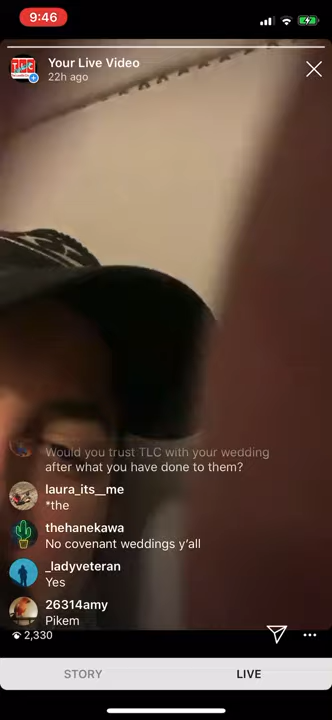 9:46
TLC
Your Live Video
22h ago
Would you trust TLC with your wedding
after what you have done to them?
laura_its__me
*the
thehanekawa
No covenant weddings y'all
_ladyveteran
Yes
26314amy
Pikem
2,330
STORY
LIVE